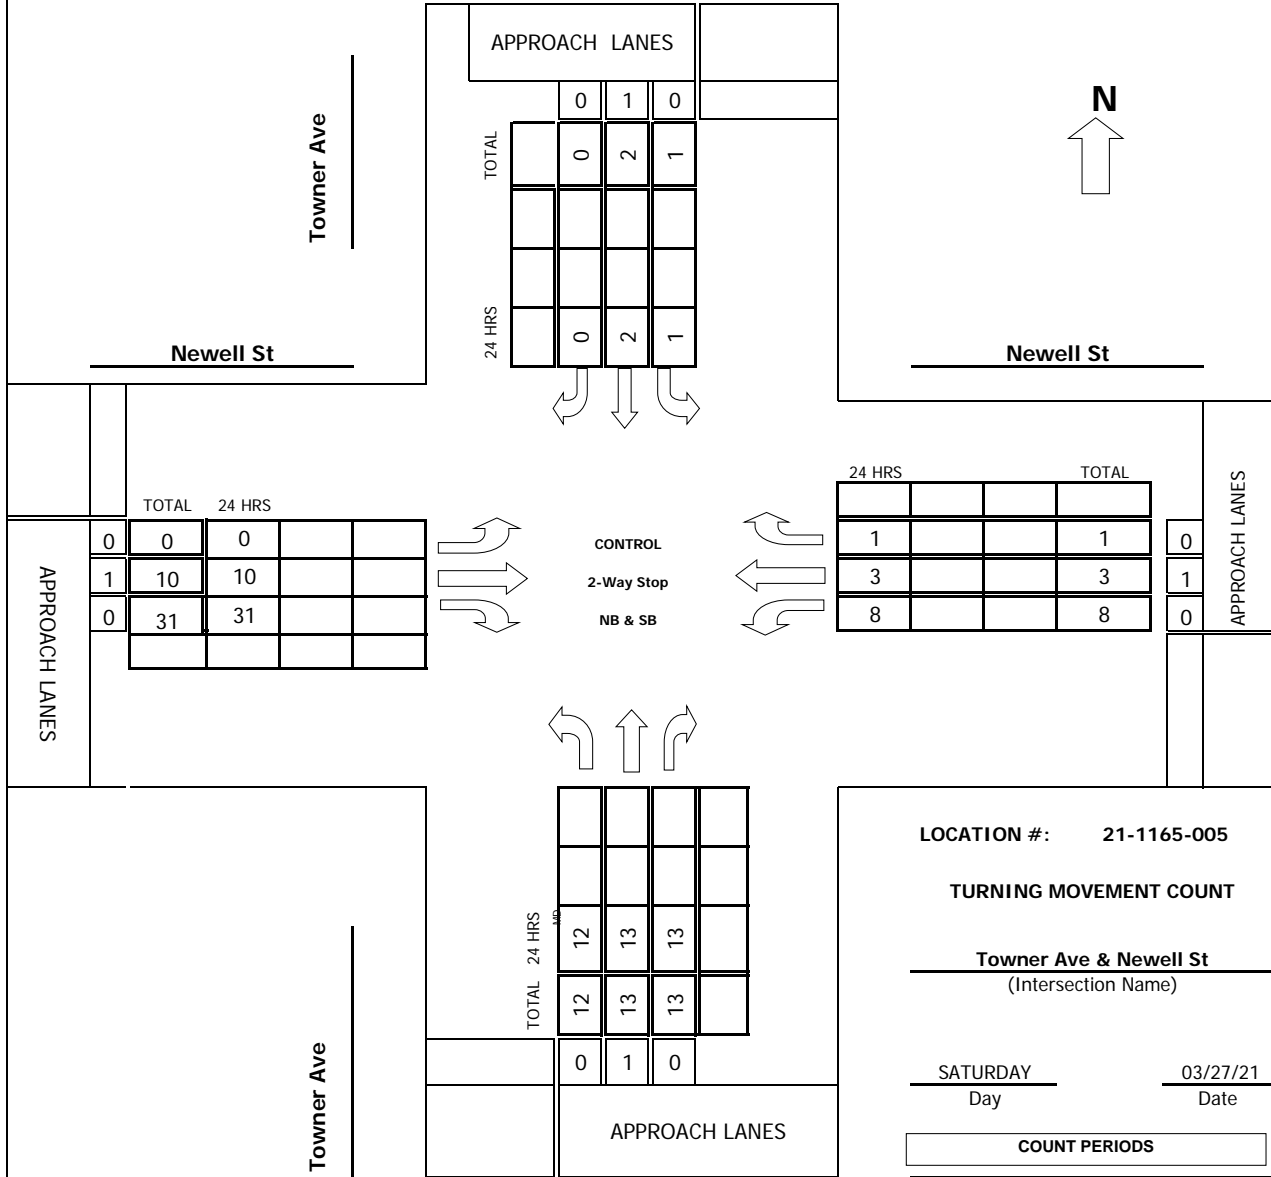 APPROACH LANES
0 1 0
TOTAL 0 2 1
24 HRS 0 2 1
Towner Ave
N
Newell St
Newell St
TOTAL 24 HRS
0 0 0
1 10 10
0 31 31
APPROACH LANES
CONTROL
2-Way Stop
NB & SB
24 HRS TOTAL
1 1 0
3 3 1
8 8 0
APPROACH LANES
24 HRS MD 12 13 13
TOTAL 12 13 13
0 1 0
APPROACH LANES
Towner Ave
LOCATION #: 21-1165-005
TURNING MOVEMENT COUNT
Towner Ave & Newell St
(Intersection Name)
SATURDAY 03/27/21
Day Date
COUNT PERIODS